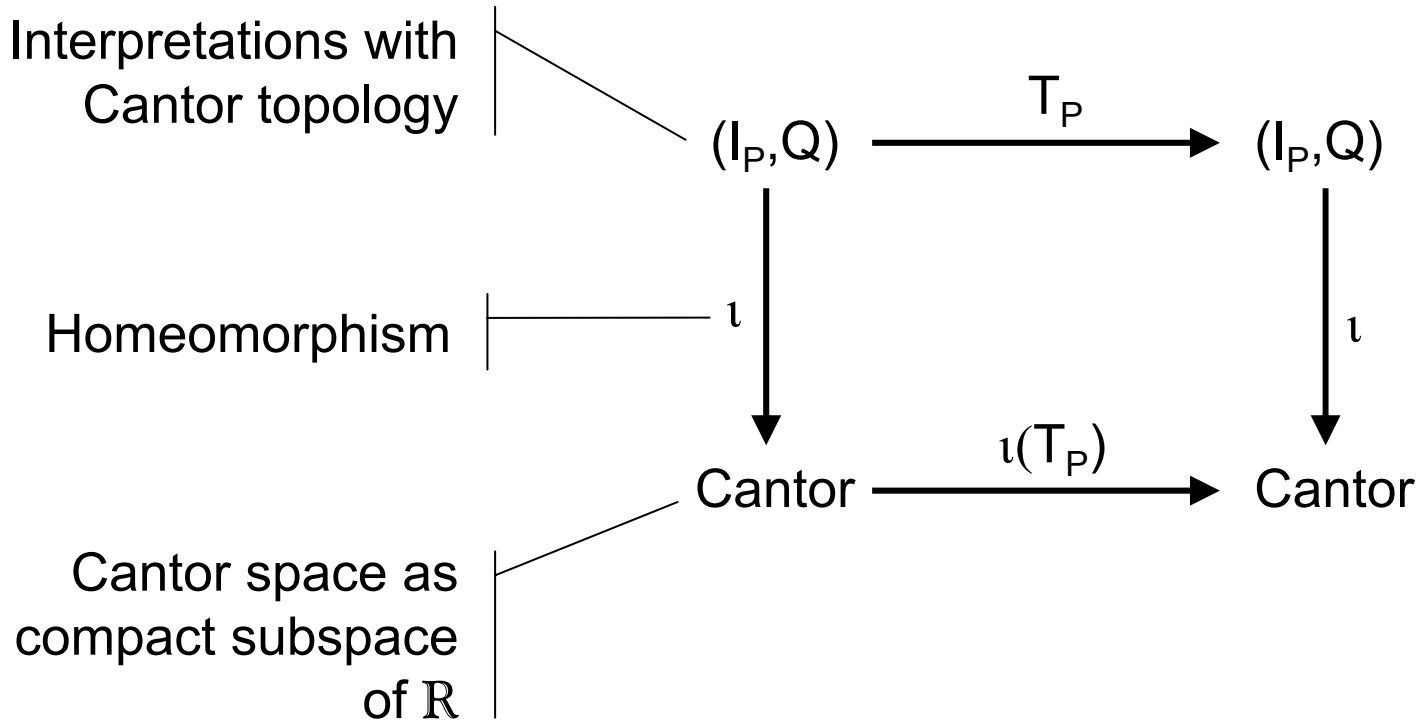 Interpretations with
Cantor topology
T_P
(I_P,Q)
(I_P,Q)
Homeomorphism
ι
ι
ι(T_P)
Cantor
Cantor
Cantor space as
compact subspace
of ℝ